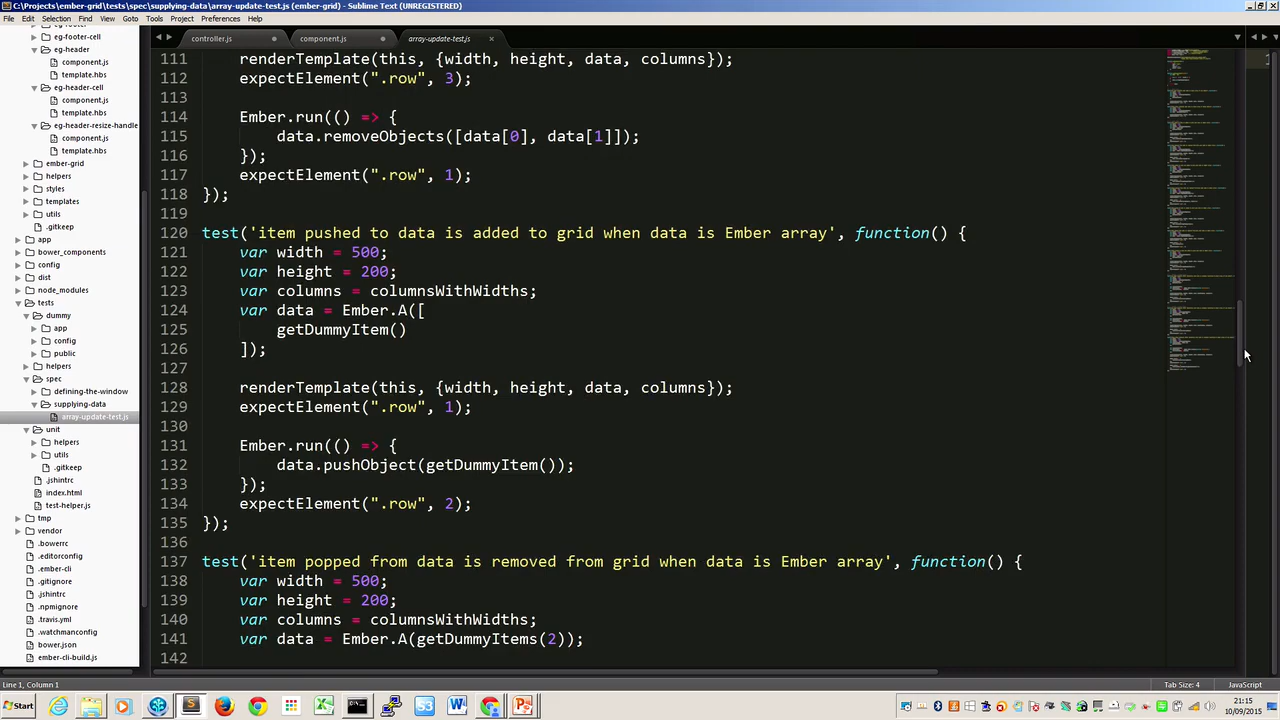 C:\Projects\ember-grid\tests\spec\supplying-data\array-update-test.js (ember-grid) - Sublime Text (UNREGISTERED)
File Edit Selection Find View Goto Tools Project Preferences Help
eg-footer
eg-footer-cell
component.js
template.hbs
eg-header
component.js
template.hbs
eg-header-cell
component.js
template.hbs
eg-header-resize-handle
component.js
template.hbs
ember-grid
helpers
styles
templates
utils
.gitkeep
app
bower_components
config
dist
node_modules
tests
dummy
app
config
public
helpers
spec
defining-the-window
supplying-data
array-update-test.js
unit
helpers
utils
.gitkeep
.jshintrc
index.html
test-helper.js
tmp
vendor
.bowerrc
.editorconfig
.ember-cli
.gitignore
.jshintrc
.npmignore
.travis.yml
.watchmanconfig
bower.json
ember-cli-build.js
controller.js component.js array-update-test.js
111 renderTemplate(this, {width, height, data, columns});
112 expectElement(".row", 3);
113
114 Ember.run(() => {
115 data.removeObjects([data[0], data[1]]);
116 });
117 expectElement(".row", 1);
118 });
119
120 test('item pushed to data is added to grid when data is Ember array', function() {
121 var width = 500;
122 var height = 200;
123 var columns = columnsWithWidths;
124 var data = Ember.A([
125 getDummyItem()
126 ]);
127
128 renderTemplate(this, {width, height, data, columns});
129 expectElement(".row", 1);
130
131 Ember.run(() => {
132 data.pushObject(getDummyItem());
133 });
134 expectElement(".row", 2);
135 });
136
137 test('item popped from data is removed from grid when data is Ember array', function() {
138 var width = 500;
139 var height = 200;
140 var columns = columnsWithWidths;
141 var data = Ember.A(getDummyItems(2));
142
Line 1, Column 1
Tab Size: 4
JavaScript
Start
21:15
10/09/2015